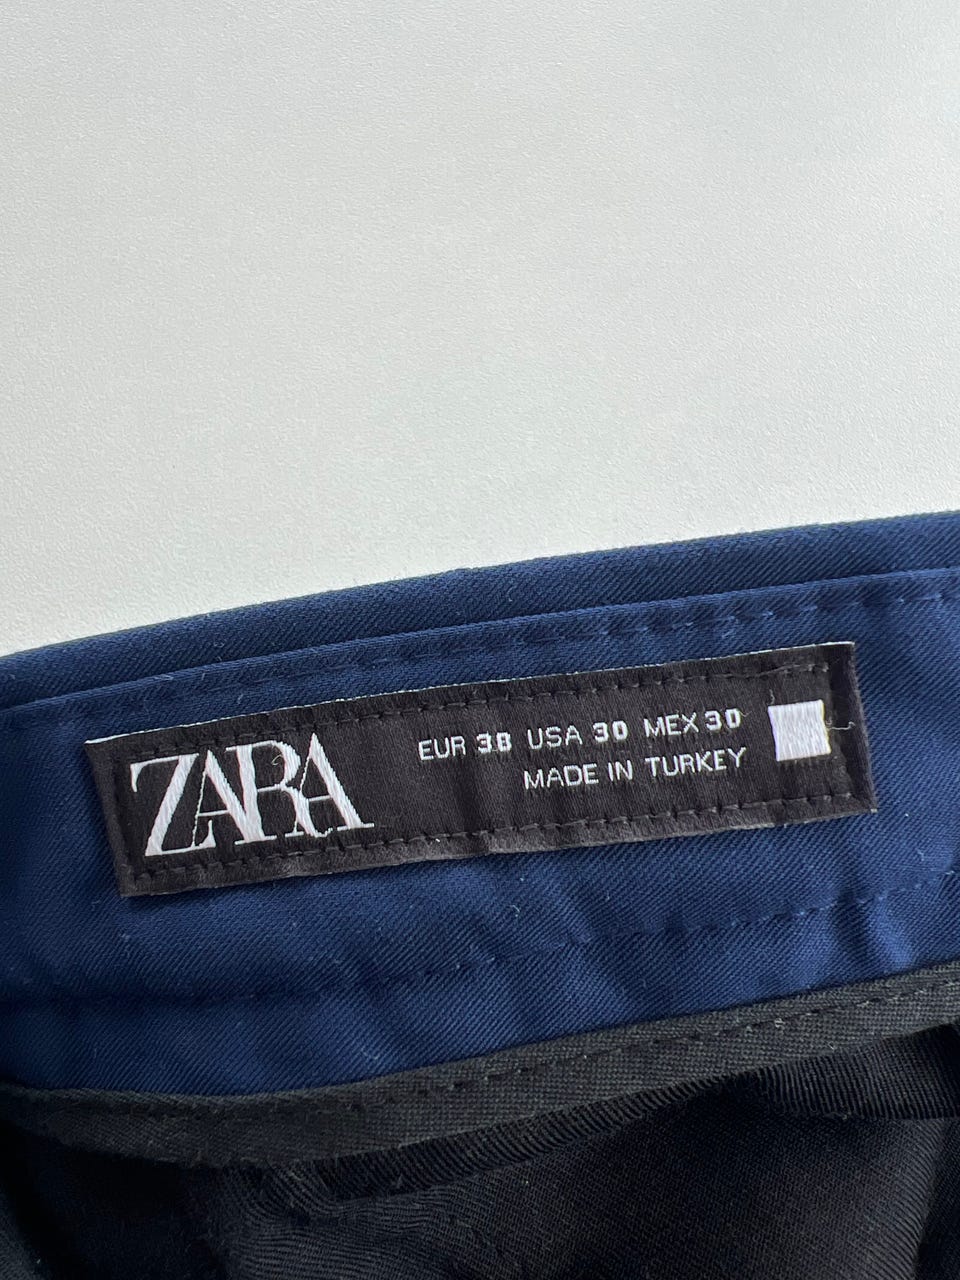 ZARA
EUR 38 USA 30 MEX 30
MADE IN TURKEY